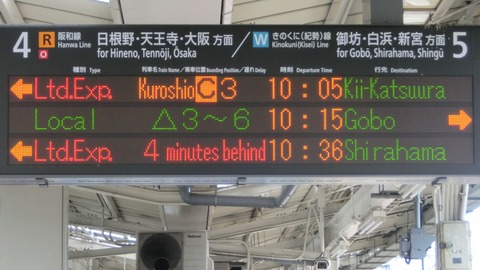 4 R 阪和線 日根野・天王寺・大阪 方面 / W きのくに(紀勢)線 御坊・白浜・新宮 方面 5
Hanwa Line O for Hineno, Tennōji, Ōsaka Kinokuni(Kisei) Line for Gobō, Shirahama, Shingū
種別 Type 列車名 Train Name / 乗車位置 Boarding Position / 遅れ Delay 時刻 Departure Time 行先 Destination
← Ltd.Exp. Kuroshio C 3 10:05 Kii-Katsuura
Local △3～6 10:15 Gobo →
← Ltd.Exp. 4 minutes behind 10:36 Shirahama